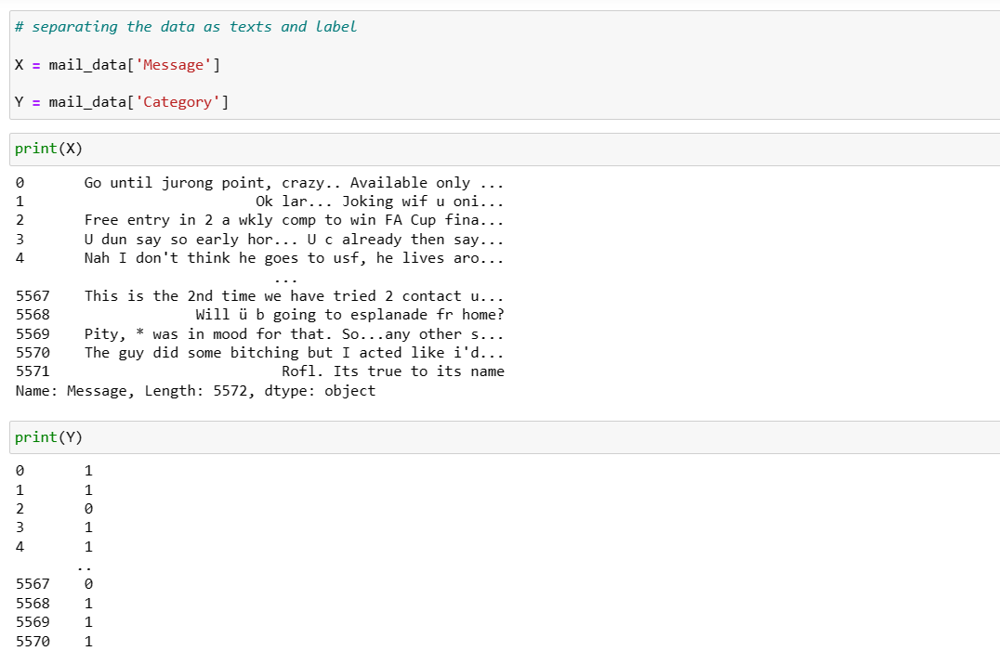 # separating the data as texts and label
X = mail_data['Message']
Y = mail_data['Category']
print(X)
0       Go until jurong point, crazy.. Available only ...
1                           Ok lar... Joking wif u oni...
2       Free entry in 2 a wkly comp to win FA Cup fina...
3       U dun say so early hor... U c already then say...
4       Nah I don't think he goes to usf, he lives aro...
                              ...
5567    This is the 2nd time we have tried 2 contact u...
5568                 Will ü b going to esplanade fr home?
5569    Pity, * was in mood for that. So...any other s...
5570    The guy did some bitching but I acted like i'd...
5571                           Rofl. Its true to its name
Name: Message, Length: 5572, dtype: object
print(Y)
0       1
1       1
2       0
3       1
4       1
       ..
5567    0
5568    1
5569    1
5570    1